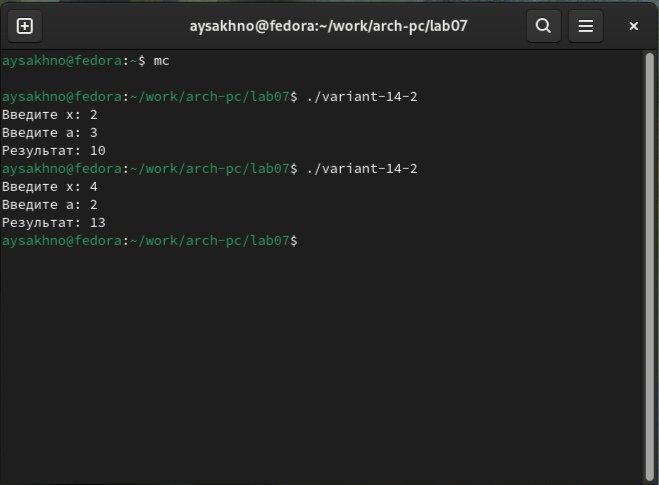 aysakhno@fedora:~/work/arch-pc/lab07
aysakhno@fedora:~$ mc
aysakhno@fedora:~/work/arch-pc/lab07$ ./variant-14-2
Введите x: 2
Введите a: 3
Результат: 10
aysakhno@fedora:~/work/arch-pc/lab07$ ./variant-14-2
Введите x: 4
Введите a: 2
Результат: 13
aysakhno@fedora:~/work/arch-pc/lab07$